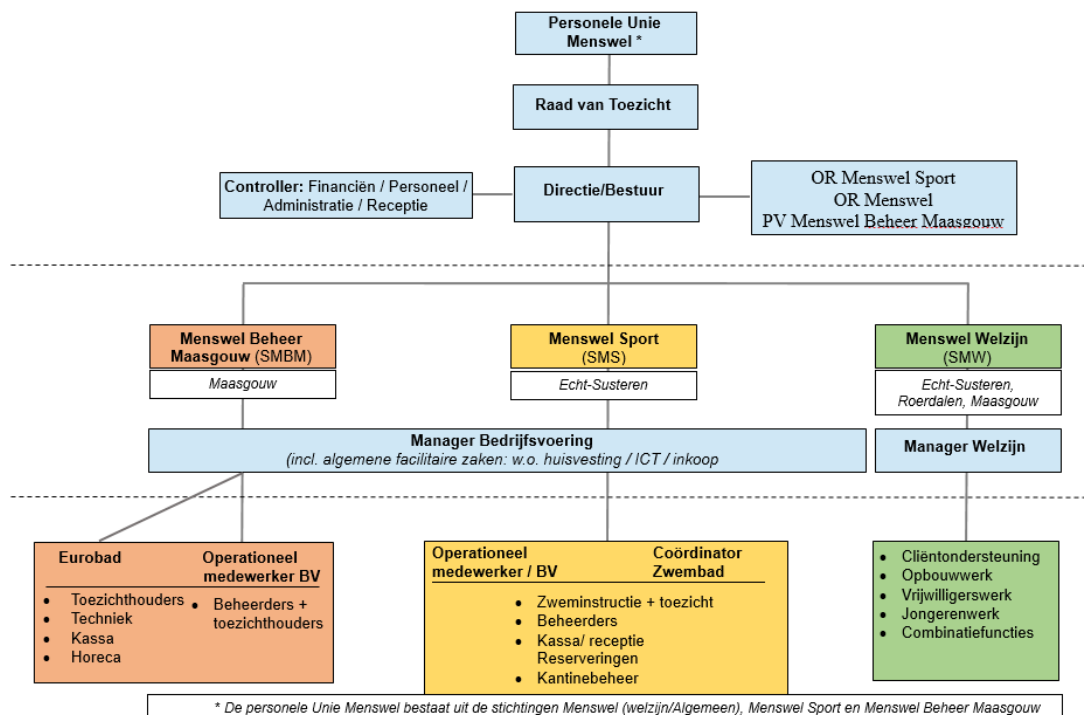 Personele Unie
Menswel *
Raad van Toezicht
Controller: Financiën / Personeel /
Administratie / Receptie
Directie/Bestuur
OR Menswel Sport
OR Menswel
PV Menswel Beheer Maasgouw
Menswel Beheer
Maasgouw (SMBM)
Maasgouw
Menswel Sport
(SMS)
Echt-Susteren
Menswel Welzijn
(SMW)
Echt-Susteren,
Roerdalen, Maasgouw
Manager Bedrijfsvoering
(incl. algemene facilitaire zaken: w.o. huisvesting / ICT / inkoop
Manager Welzijn
Eurobad
• Toezichthouders
• Techniek
• Kassa
• Horeca
Operationeel
medewerker BV
• Beheerders +
toezichthouders
Operationeel
medewerker / BV
Coördinator
Zwembad
• Zweminstructie + toezicht
• Beheerders
• Kassa/ receptie
Reserveringen
• Kantinebeheer
• Cliëntondersteuning
• Opbouwwerk
• Vrijwilligerswerk
• Jongerenwerk
• Combinatiefuncties
* De personele Unie Menswel bestaat uit de stichtingen Menswel (welzijn/Algemeen), Menswel Sport en Menswel Beheer Maasgouw